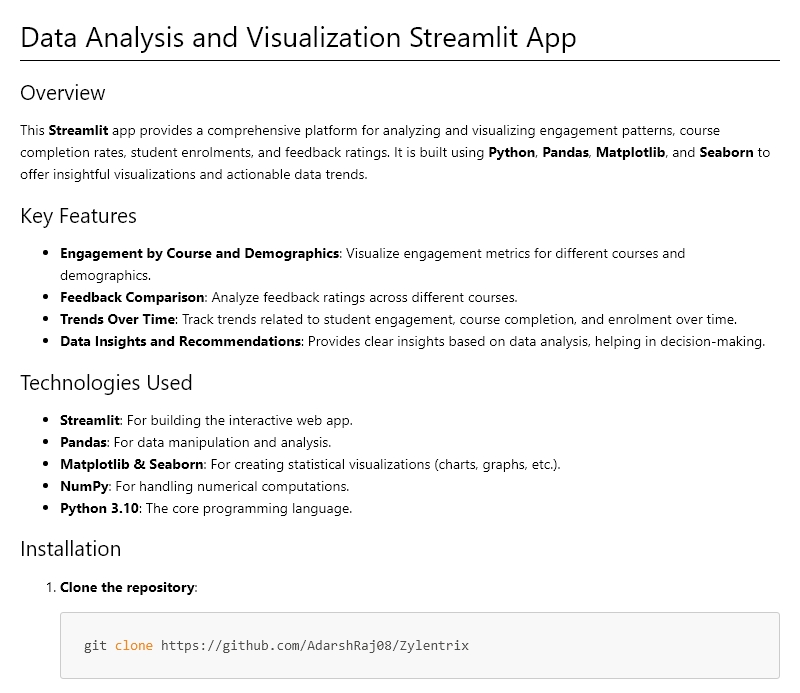 Data Analysis and Visualization Streamlit App
Overview
This Streamlit app provides a comprehensive platform for analyzing and visualizing engagement patterns, course
completion rates, student enrolments, and feedback ratings. It is built using Python, Pandas, Matplotlib, and Seaborn to
offer insightful visualizations and actionable data trends.
Key Features
• Engagement by Course and Demographics: Visualize engagement metrics for different courses and
demographics.
• Feedback Comparison: Analyze feedback ratings across different courses.
• Trends Over Time: Track trends related to student engagement, course completion, and enrolment over time.
• Data Insights and Recommendations: Provides clear insights based on data analysis, helping in decision-making.
Technologies Used
• Streamlit: For building the interactive web app.
• Pandas: For data manipulation and analysis.
• Matplotlib & Seaborn: For creating statistical visualizations (charts, graphs, etc.).
• NumPy: For handling numerical computations.
• Python 3.10: The core programming language.
Installation
1. Clone the repository:
git clone https://github.com/AdarshRaj08/Zylentrix